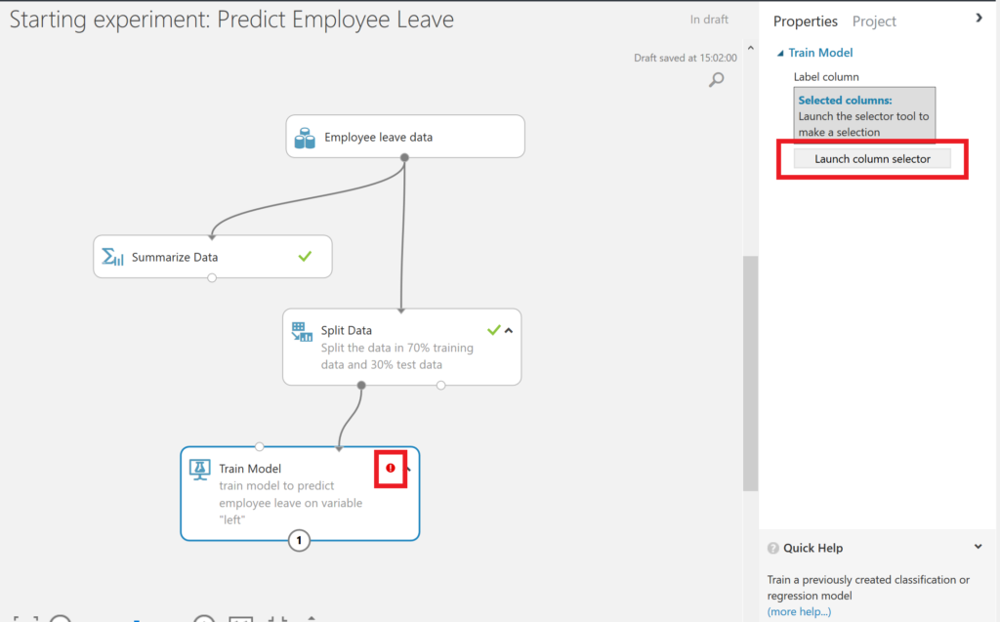 Starting experiment: Predict Employee Leave
In draft
Draft saved at 15:02:00
Employee leave data
Summarize Data
Split Data
Split the data in 70% training
data and 30% test data
Train Model
train model to predict
employee leave on variable
"left"
1
Properties Project
Train Model
Label column
Selected columns:
Launch the selector tool to
make a selection
Launch column selector
Quick Help
Train a previously created classification or
regression model
(more help...)